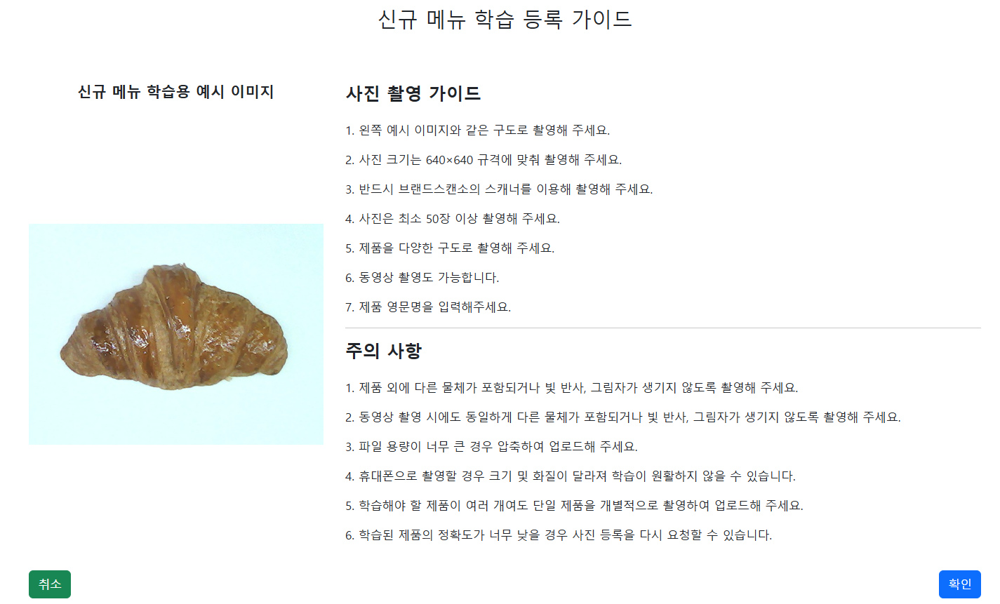 신규 메뉴 학습 등록 가이드
신규 메뉴 학습용 예시 이미지
사진 촬영 가이드
1. 왼쪽 예시 이미지와 같은 구도로 촬영해 주세요.
2. 사진 크기는 640×640 규격에 맞춰 촬영해 주세요.
3. 반드시 브랜드스캔소의 스캐너를 이용해 촬영해 주세요.
4. 사진은 최소 50장 이상 촬영해 주세요.
5. 제품을 다양한 구도로 촬영해 주세요.
6. 동영상 촬영도 가능합니다.
7. 제품 영문명을 입력해주세요.
주의 사항
1. 제품 외에 다른 물체가 포함되거나 빛 반사, 그림자가 생기지 않도록 촬영해 주세요.
2. 동영상 촬영 시에도 동일하게 다른 물체가 포함되거나 빛 반사, 그림자가 생기지 않도록 촬영해 주세요.
3. 파일 용량이 너무 큰 경우 압축하여 업로드해 주세요.
4. 휴대폰으로 촬영할 경우 크기 및 화질이 달라져 학습이 원활하지 않을 수 있습니다.
5. 학습해야 할 제품이 여러 개여도 단일 제품을 개별적으로 촬영하여 업로드해 주세요.
6. 학습된 제품의 정확도가 너무 낮을 경우 사진 등록을 다시 요청할 수 있습니다.
취소
확인